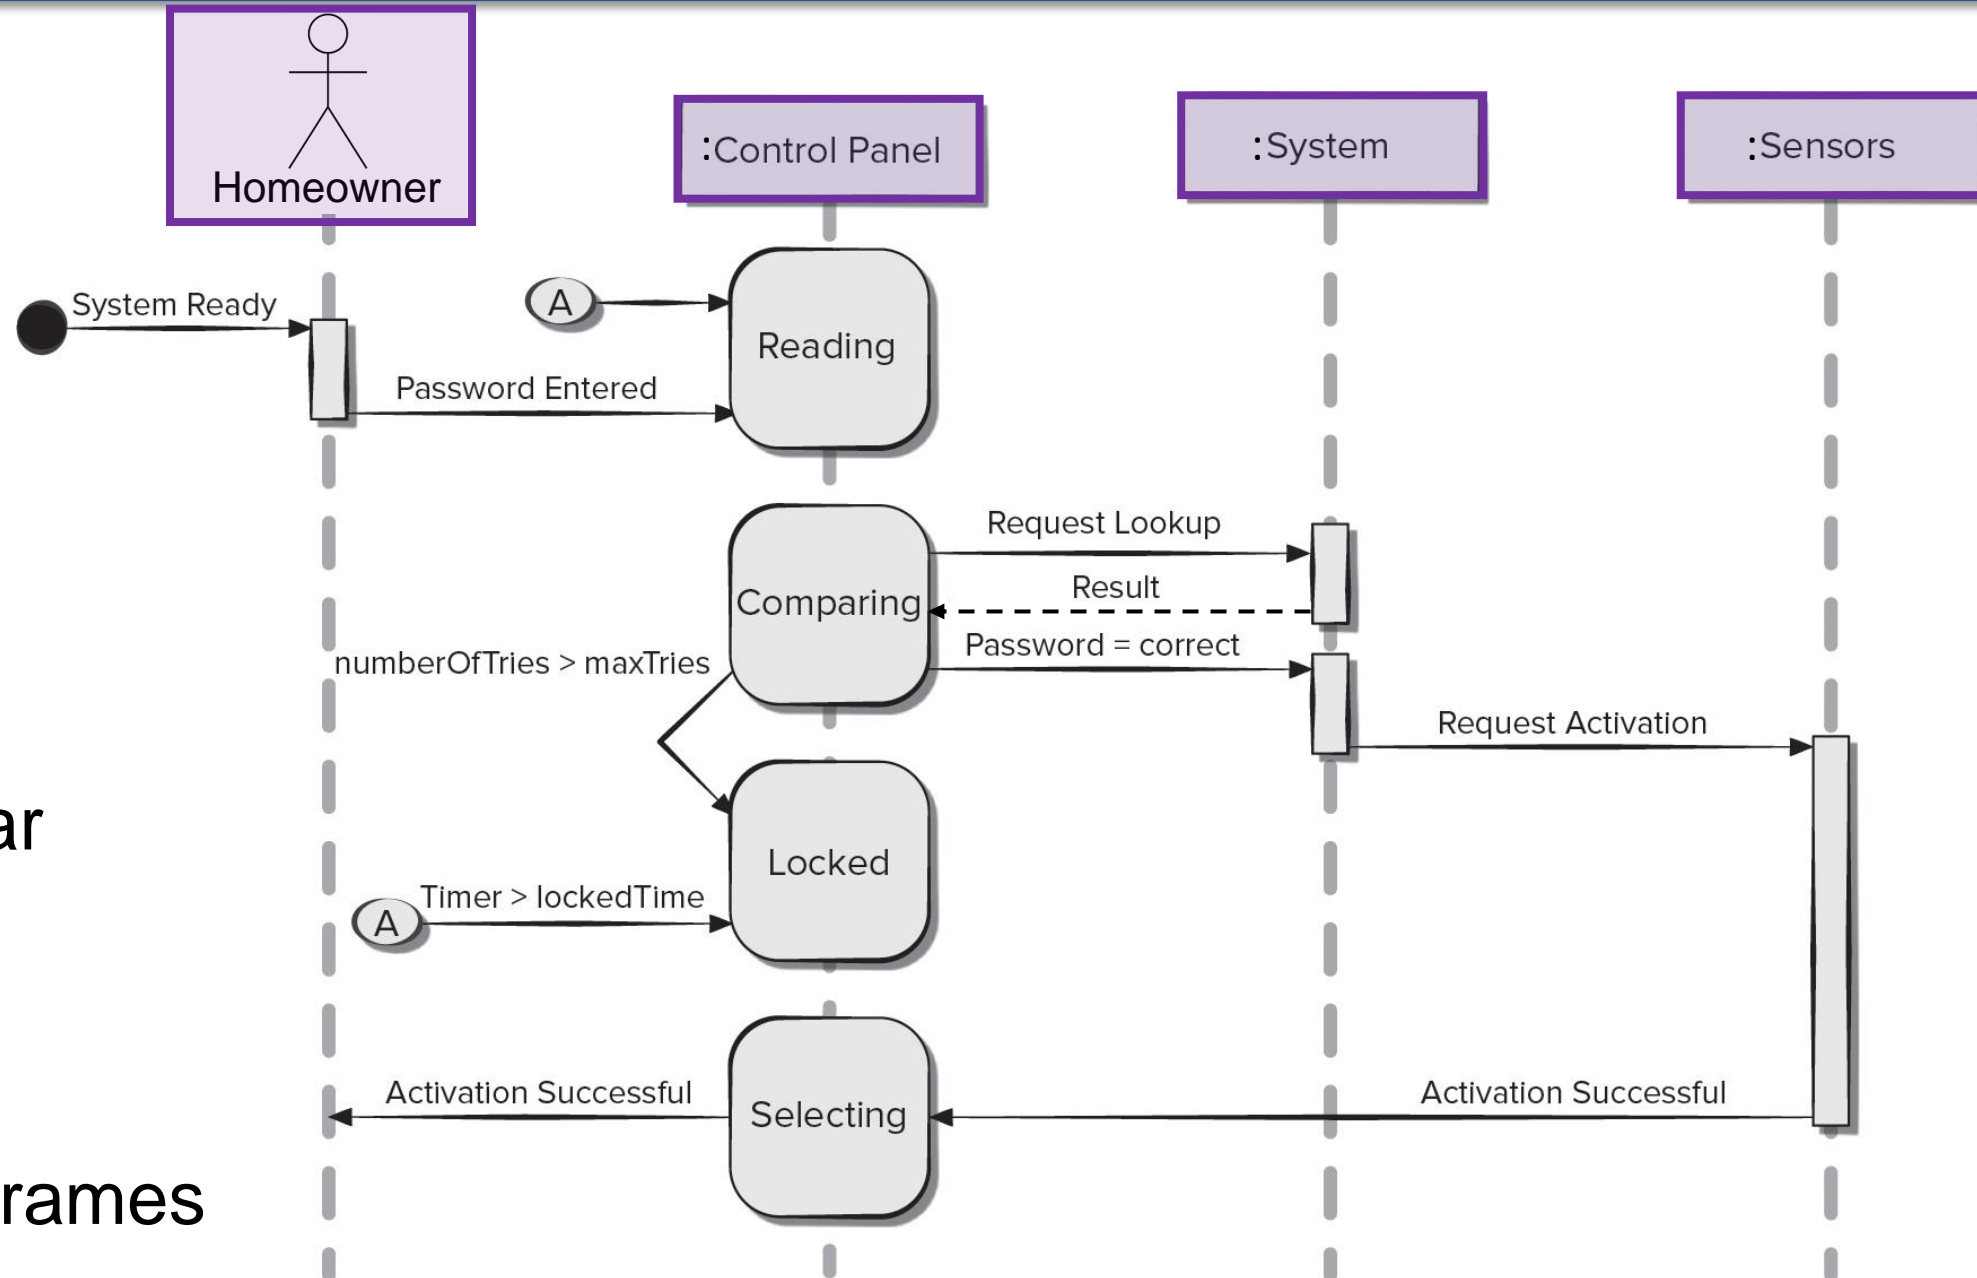 Homeowner
:Control Panel
:System
:Sensors
System Ready
A
Reading
Password Entered
Request Lookup
Result
Comparing
Password = correct
numberOfTries > maxTries
Request Activation
ar
Locked
Timer > lockedTime
A
Activation Successful
Selecting
Activation Successful
rames